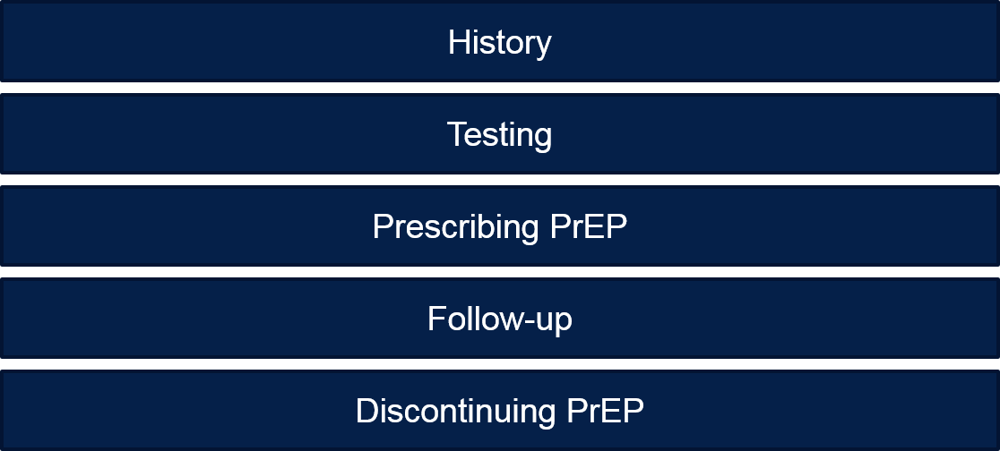 History
Testing
Prescribing PrEP
Follow-up
Discontinuing PrEP